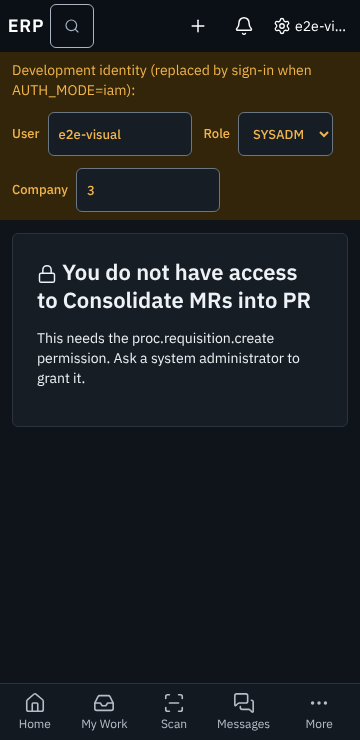 ERP
e2e-vi...
Development identity (replaced by sign-in when
AUTH_MODE=iam):
User e2e-visual Role SYSADM
Company 3
You do not have access
to Consolidate MRs into PR
This needs the proc.requisition.create
permission. Ask a system administrator to
grant it.
Home My Work Scan Messages More